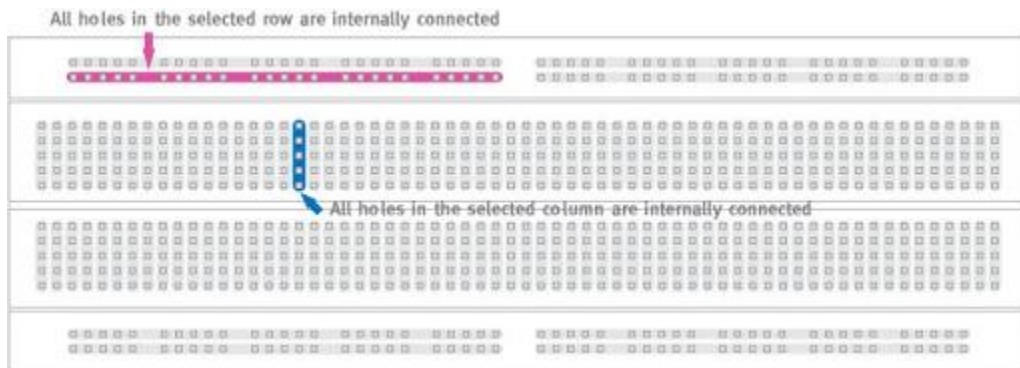 All holes in the selected row are internally connected
All holes in the selected column are internally connected